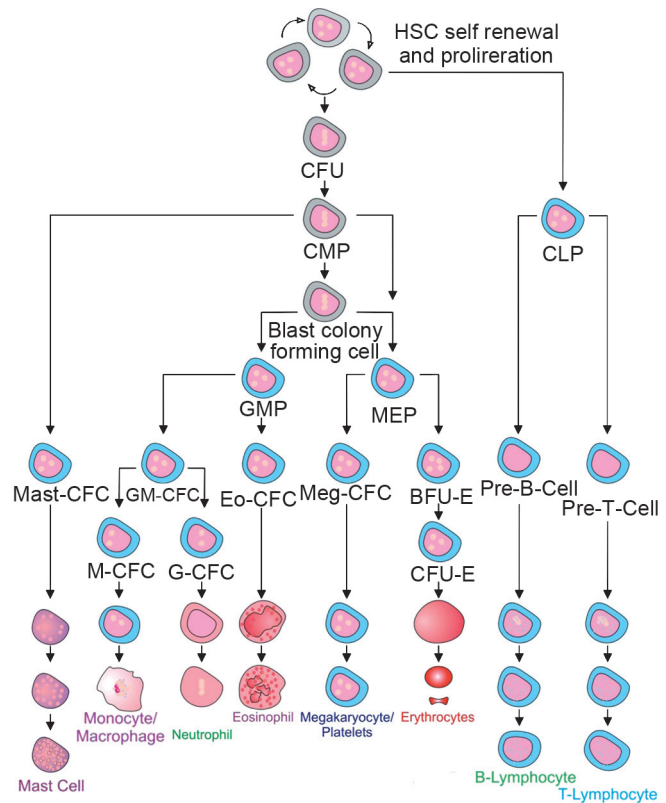 HSC self renewal
and prolireration
CFU
CMP
CLP
Blast colony
forming cell
GMP
MEP
Mast-CFC
GM-CFC
Eo-CFC
Meg-CFC
BFU-E
Pre-B-Cell
Pre-T-Cell
M-CFC
G-CFC
CFU-E
Monocyte/
Macrophage
Neutrophil
Eosinophil
Megakaryocyte/
Platelets
Erythrocytes
Mast Cell
B-Lymphocyte
T-Lymphocyte